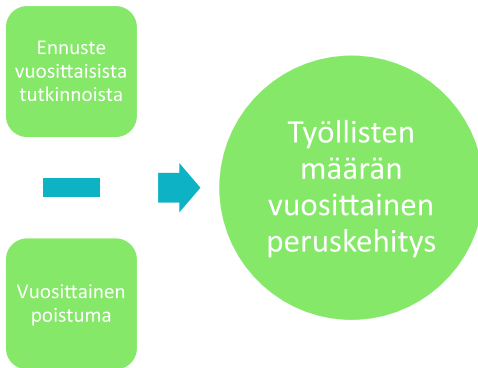 Ennuste
vuosittaisista
tutkinnoista
Vuosittainen
poistuma
Työllisten
määrän
vuosittainen
peruskehitys